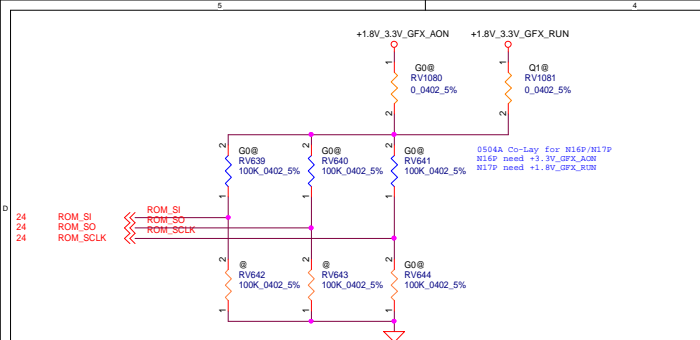 5
4
+1.8V_3.3V_GFX_AON
+1.8V_3.3V_GFX_RUN
1
G0@
RV1080
0_0402_5%
2
1
Q1@
RV1081
0_0402_5%
2
2
G0@
RV639
100K_0402_5%
1
2
G0@
RV640
100K_0402_5%
1
2
G0@
RV641
100K_0402_5%
1
0504A Co-Lay for N16P/N17P
N16P need +3.3V_GFX_AON
N17P need +1.8V_GFX_RUN
D
24 ROM_SI ROM_SI
24 ROM_SO ROM_SO
24 ROM_SCLK ROM_SCLK
2
@
RV642
100K_0402_5%
1
2
@
RV643
100K_0402_5%
1
2
G0@
RV644
100K_0402_5%
1